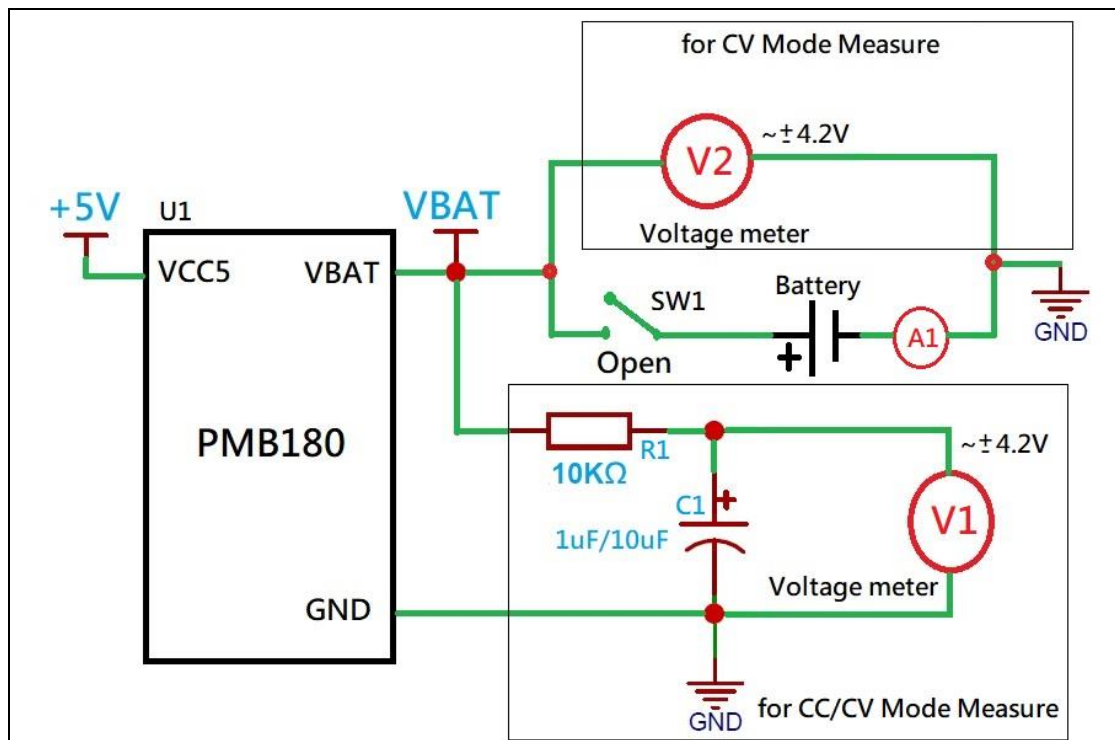 for CV Mode Measure
V2
~±4.2V
Voltage meter
+5V
U1
VBAT
VCC5
VBAT
SW1
Battery
Open
+
A1
GND
PMB180
10KΩ
R1
~±4.2V
C1
+
1uF/10uF
V1
Voltage meter
GND
GND
for CC/CV Mode Measure